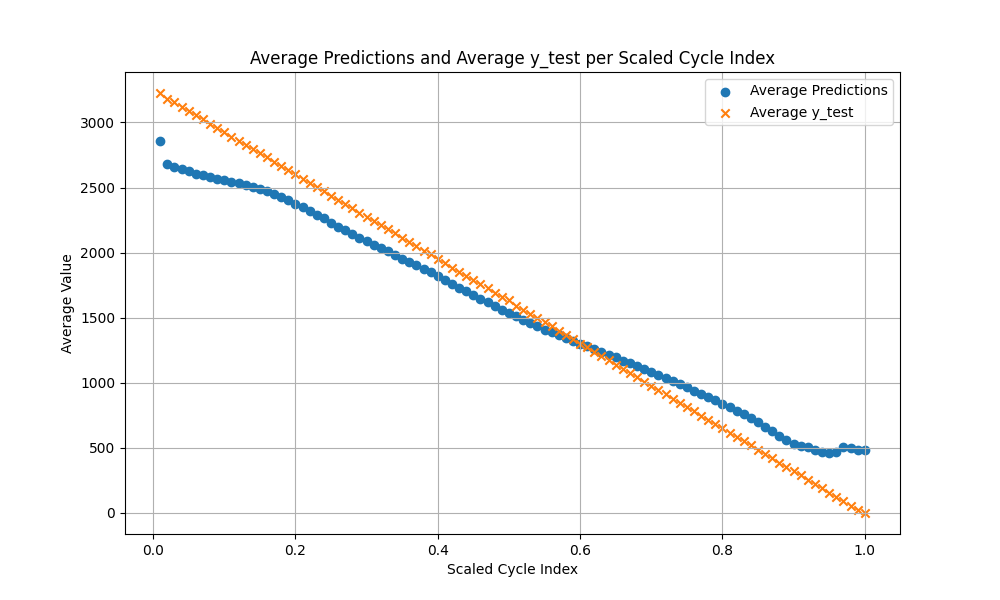 Average Predictions and Average y_test per Scaled Cycle Index
Average Predictions
Average y_test
Average Value
3000
2500
2000
1500
1000
500
0
0.0 0.2 0.4 0.6 0.8 1.0
Scaled Cycle Index